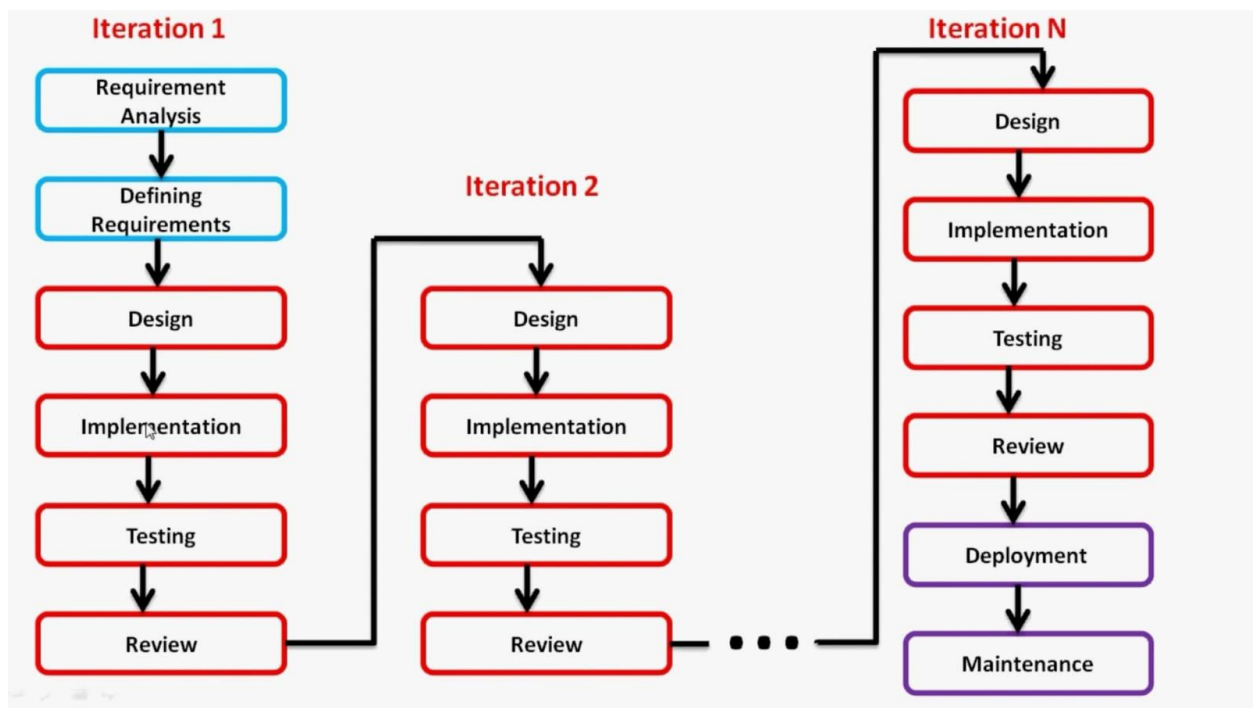 Iteration 1
Requirement
Analysis
Defining
Requirements
Design
Implementation
Testing
Review
Iteration 2
Design
Implementation
Testing
Review
Iteration N
Design
Implementation
Testing
Review
Deployment
Maintenance